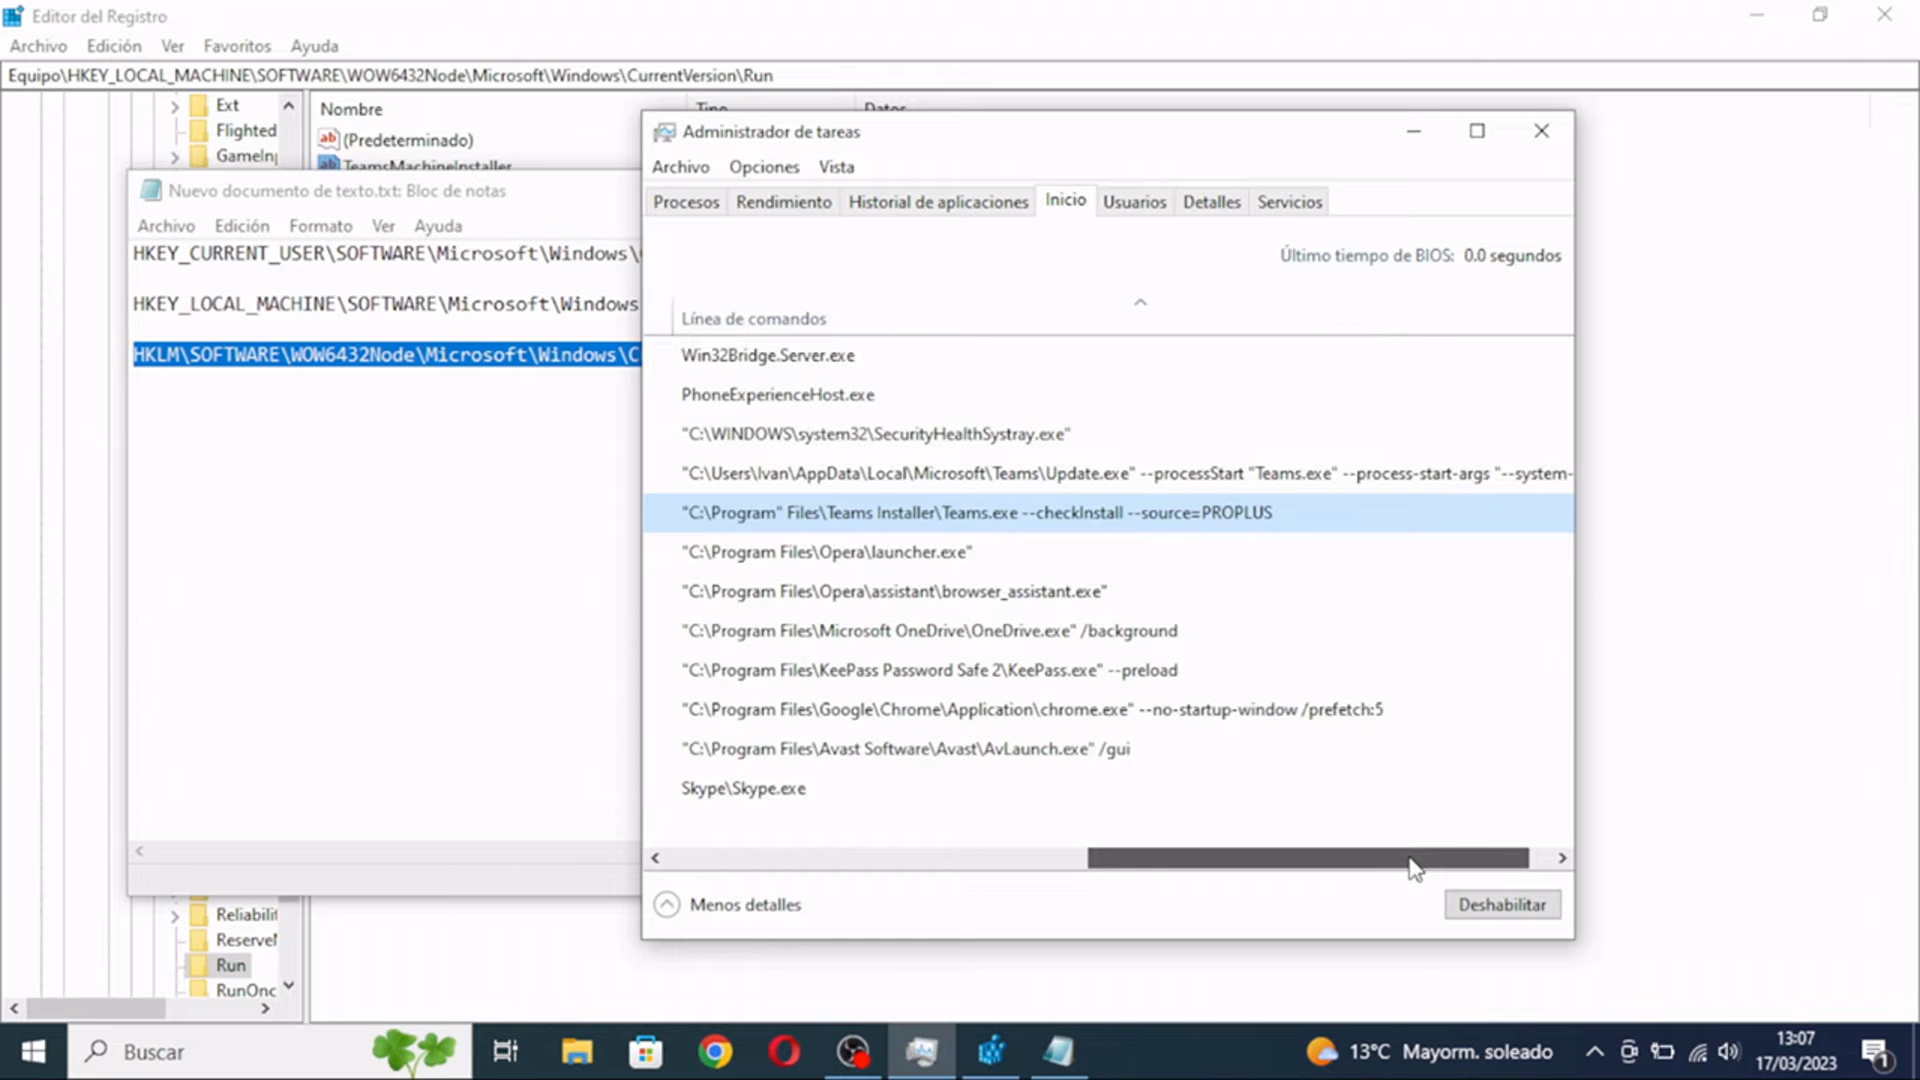 Editor del Registro
Archivo Edición Ver Favoritos Ayuda
Equipo\HKEY_LOCAL_MACHINE\SOFTWARE\WOW6432Node\Microsoft\Windows\CurrentVersion\Run
Ext
Flighted
GameInp
Nombre Tipo Datos
(Predeterminado)
TeamsMachineInstaller
Nuevo documento de texto.txt: Bloc de notas
Archivo Edición Formato Ver Ayuda
HKEY_CURRENT_USER\SOFTWARE\Microsoft\Windows\
HKEY_LOCAL_MACHINE\SOFTWARE\Microsoft\Windows
HKLM\SOFTWARE\WOW6432Node\Microsoft\Windows\C
Administrador de tareas
Archivo Opciones Vista
Procesos Rendimiento Historial de aplicaciones Inicio Usuarios Detalles Servicios
Último tiempo de BIOS: 0.0 segundos
Línea de comandos
Win32Bridge.Server.exe
PhoneExperienceHost.exe
"C:\WINDOWS\system32\SecurityHealthSystray.exe"
"C:\Users\Ivan\AppData\Local\Microsoft\Teams\Update.exe" --processStart "Teams.exe" --process-start-args "--system-
"C:\Program" Files\Teams Installer\Teams.exe --checkInstall --source=PROPLUS
"C:\Program Files\Opera\launcher.exe"
"C:\Program Files\Opera\assistant\browser_assistant.exe"
"C:\Program Files\Microsoft OneDrive\OneDrive.exe" /background
"C:\Program Files\KeePass Password Safe 2\KeePass.exe" --preload
"C:\Program Files\Google\Chrome\Application\chrome.exe" --no-startup-window /prefetch:5
"C:\Program Files\Avast Software\Avast\AvLaunch.exe" /gui
Skype\Skype.exe
Menos detalles
Deshabilitar
Reliabilit
ReserveM
Run
RunOnc
Buscar
13°C Mayorm. soleado
13:07
17/03/2023
1